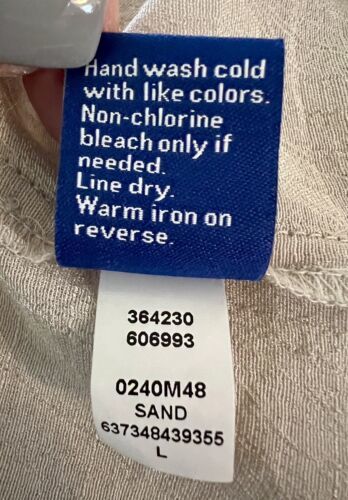 Hand wash cold
with like colors.
Non-chlorine
bleach only if
needed.
Line dry.
Warm iron on
reverse.
364230
606993
0240M48
SAND
637348439355
L